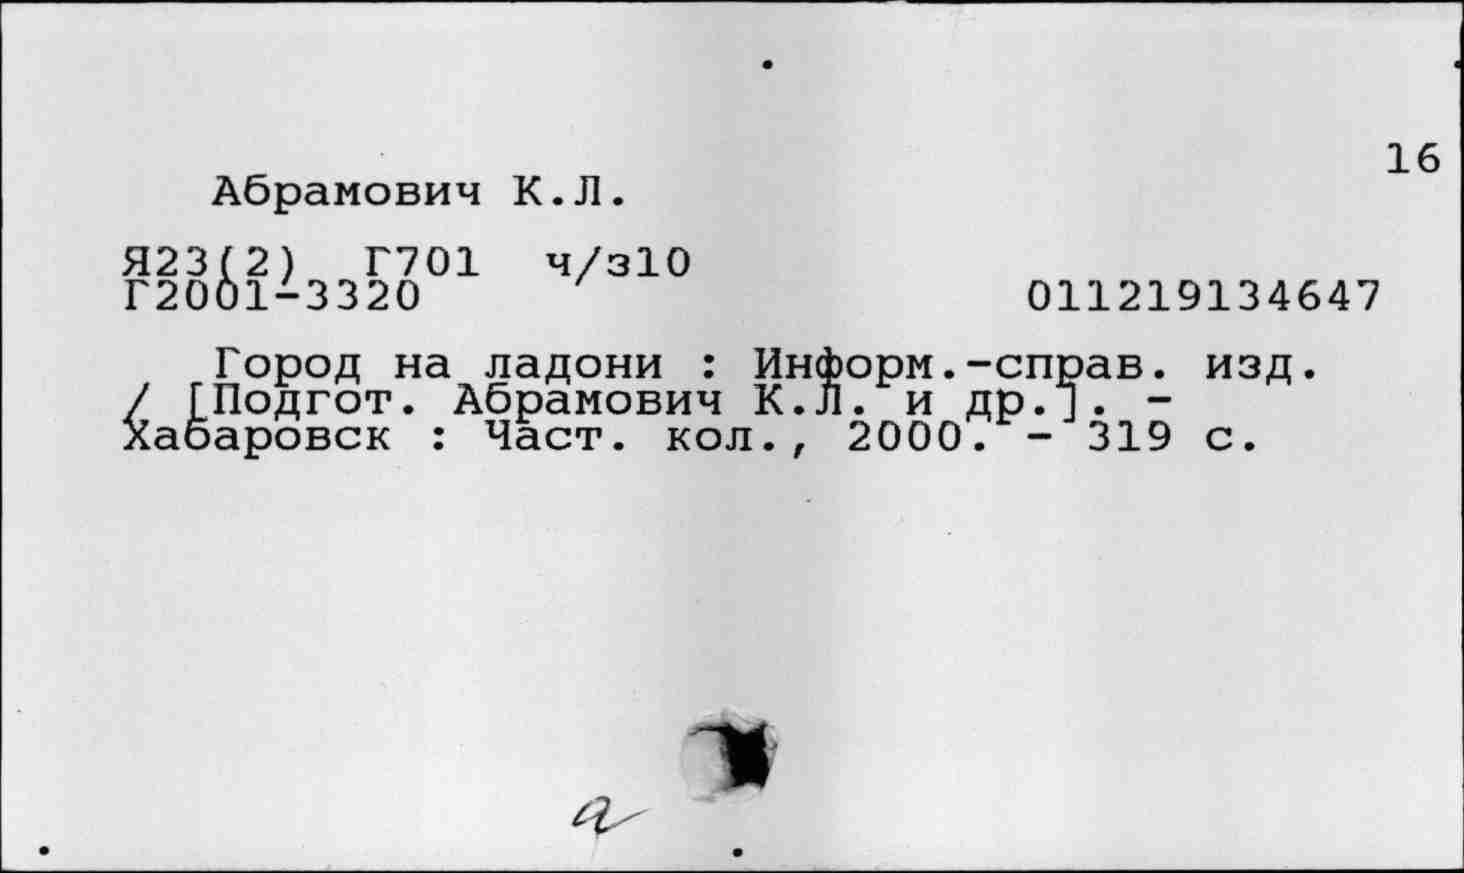 16
Абрамович К.Л.
Я23(2) Г701 ч/з10
Г2001-3320 011219134647
Город на ладони : Информ.-справ. изд.
/ [Подгот. Абрамович К.Л. и др.]. -
Хабаровск : Част. кол., 2000. - 319 с.